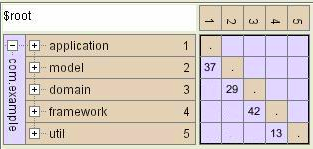 $root
1 2 3 4 5
com.example
application 1 .
model 2 37 .
domain 3 29 .
framework 4 42 .
util 5 13 .